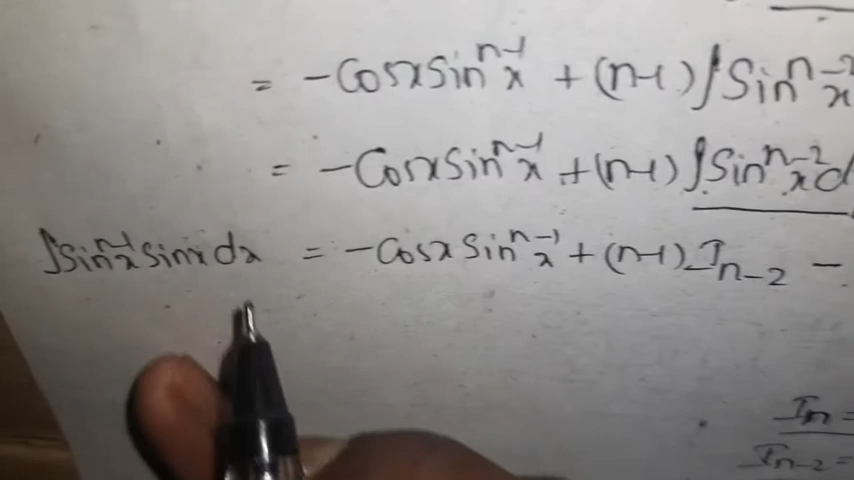 = -Cosx Sin^{n-1}x + (n-1) ∫Sin^{n-2}x
= -Cosx Sin^{n-1}x + (n-1) ∫Sin^{n-2}x d
∫Sin^{n-1}x sinx dx = -Cosx Sin^{n-1}x + (n-1) I_{n-2} -
I_n =
I_{n-2} =